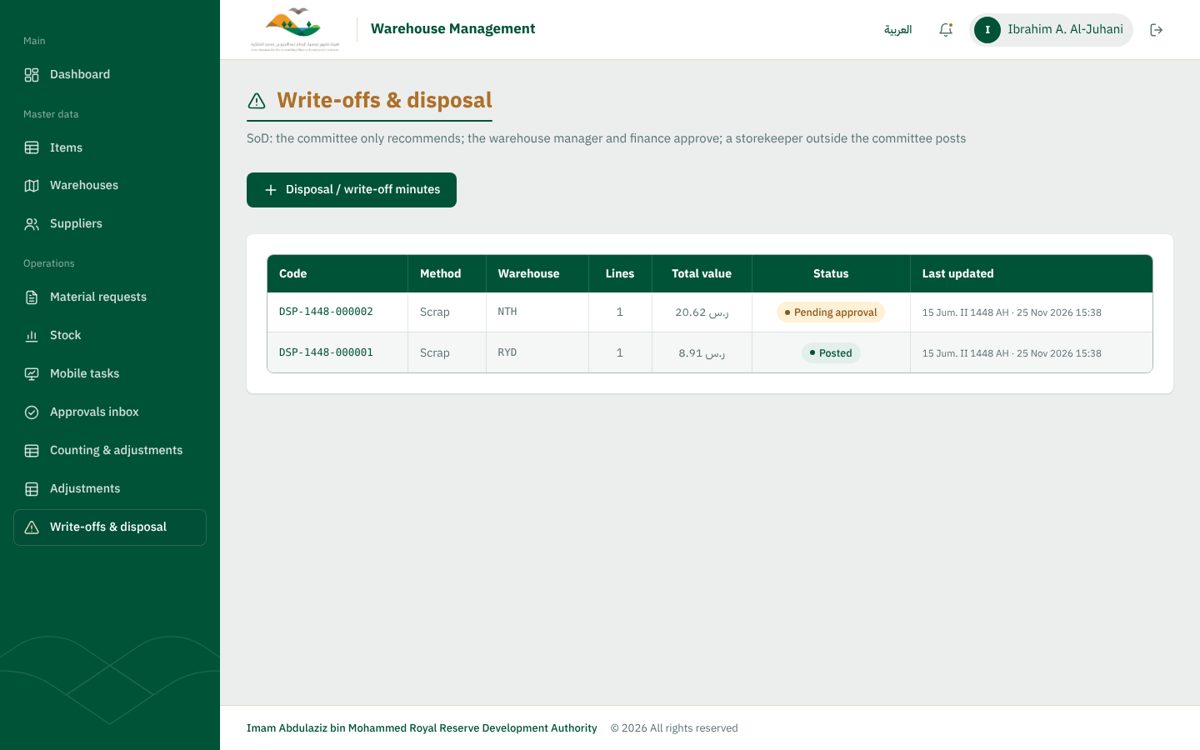 Main
Dashboard
Master data
Items
Warehouses
Suppliers
Operations
Material requests
Stock
Mobile tasks
Approvals inbox
Counting & adjustments
Adjustments
Write-offs & disposal
Warehouse Management
العربية
I
Ibrahim A. Al-Juhani
Write-offs & disposal
SoD: the committee only recommends; the warehouse manager and finance approve; a storekeeper outside the committee posts
+ Disposal / write-off minutes
Code Method Warehouse Lines Total value Status Last updated
DSP-1448-000002 Scrap NTH 1 20.62 ر.س Pending approval 15 Jum. II 1448 AH · 25 Nov 2026 15:38
DSP-1448-000001 Scrap RYD 1 8.91 ر.س Posted 15 Jum. II 1448 AH · 25 Nov 2026 15:38
Imam Abdulaziz bin Mohammed Royal Reserve Development Authority © 2026 All rights reserved